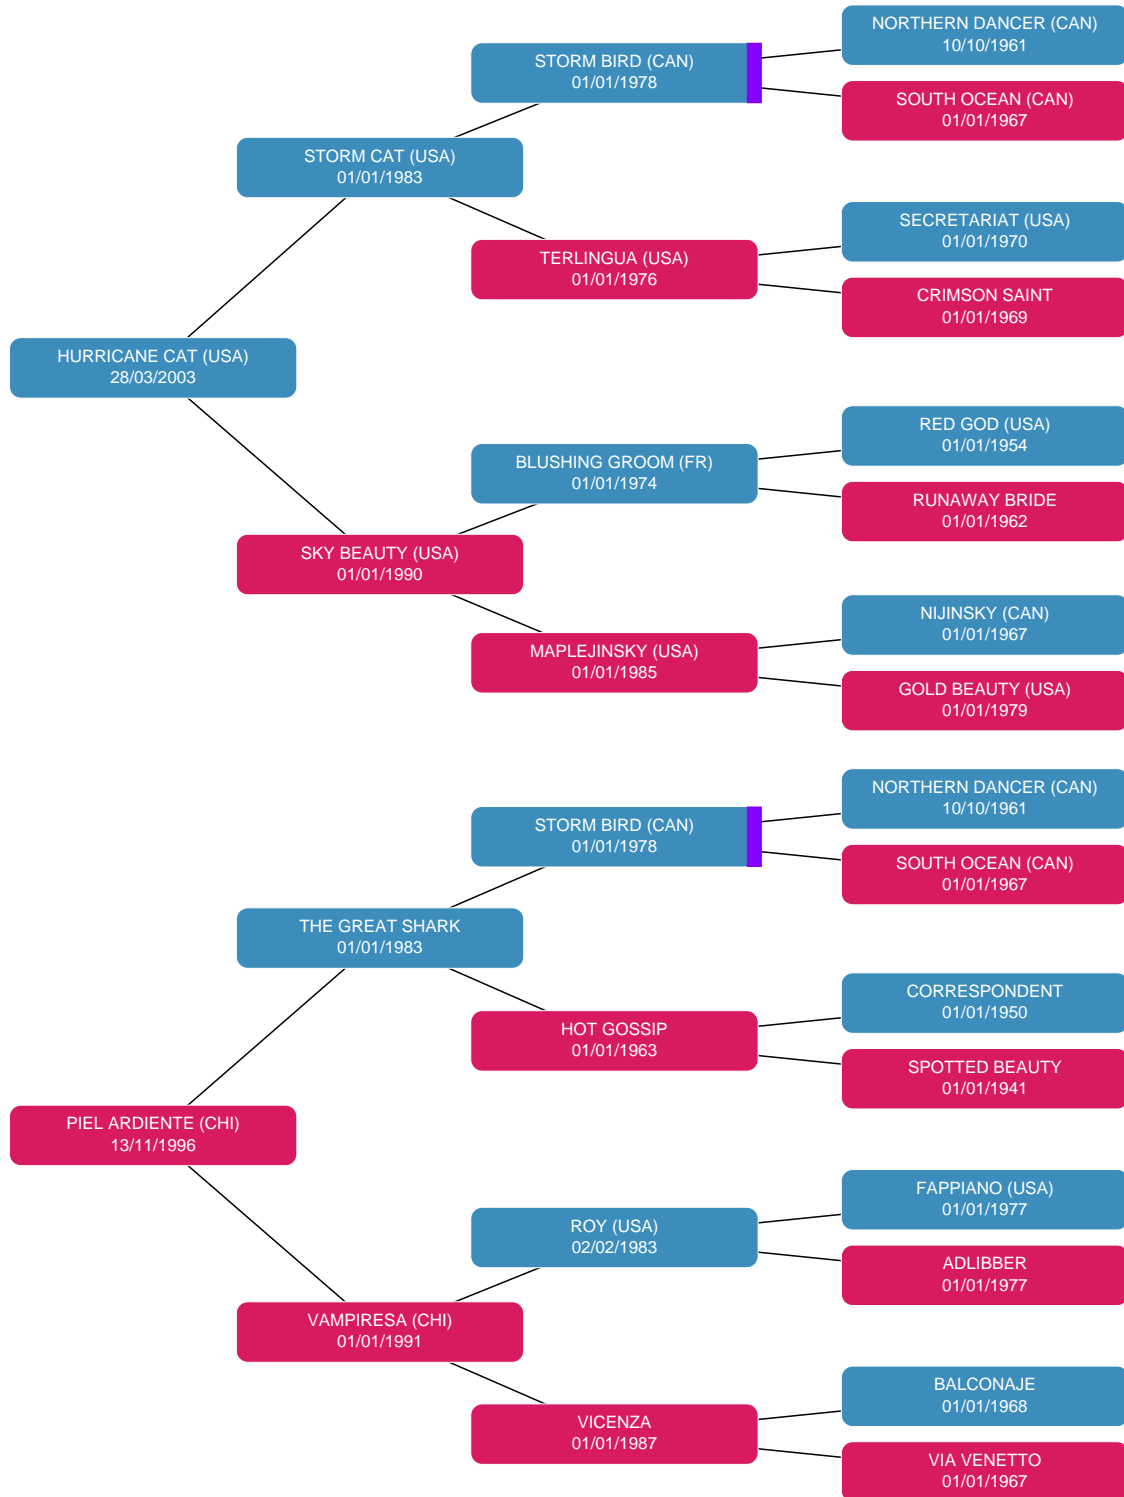 NORTHERN DANCER (CAN)
10/10/1961
STORM BIRD (CAN)
01/01/1978
SOUTH OCEAN (CAN)
01/01/1967
STORM CAT (USA)
01/01/1983
SECRETARIAT (USA)
01/01/1970
TERLINGUA (USA)
01/01/1976
CRIMSON SAINT
01/01/1969
HURRICANE CAT (USA)
28/03/2003
RED GOD (USA)
01/01/1954
BLUSHING GROOM (FR)
01/01/1974
RUNAWAY BRIDE
01/01/1962
SKY BEAUTY (USA)
01/01/1990
NIJINSKY (CAN)
01/01/1967
MAPLEJINSKY (USA)
01/01/1985
GOLD BEAUTY (USA)
01/01/1979
NORTHERN DANCER (CAN)
10/10/1961
STORM BIRD (CAN)
01/01/1978
SOUTH OCEAN (CAN)
01/01/1967
THE GREAT SHARK
01/01/1983
CORRESPONDENT
01/01/1950
HOT GOSSIP
01/01/1963
SPOTTED BEAUTY
01/01/1941
PIEL ARDIENTE (CHI)
13/11/1996
FAPPIANO (USA)
01/01/1977
ROY (USA)
02/02/1983
ADLIBBER
01/01/1977
VAMPIRESA (CHI)
01/01/1991
BALCONAJE
01/01/1968
VICENZA
01/01/1987
VIA VENETTO
01/01/1967